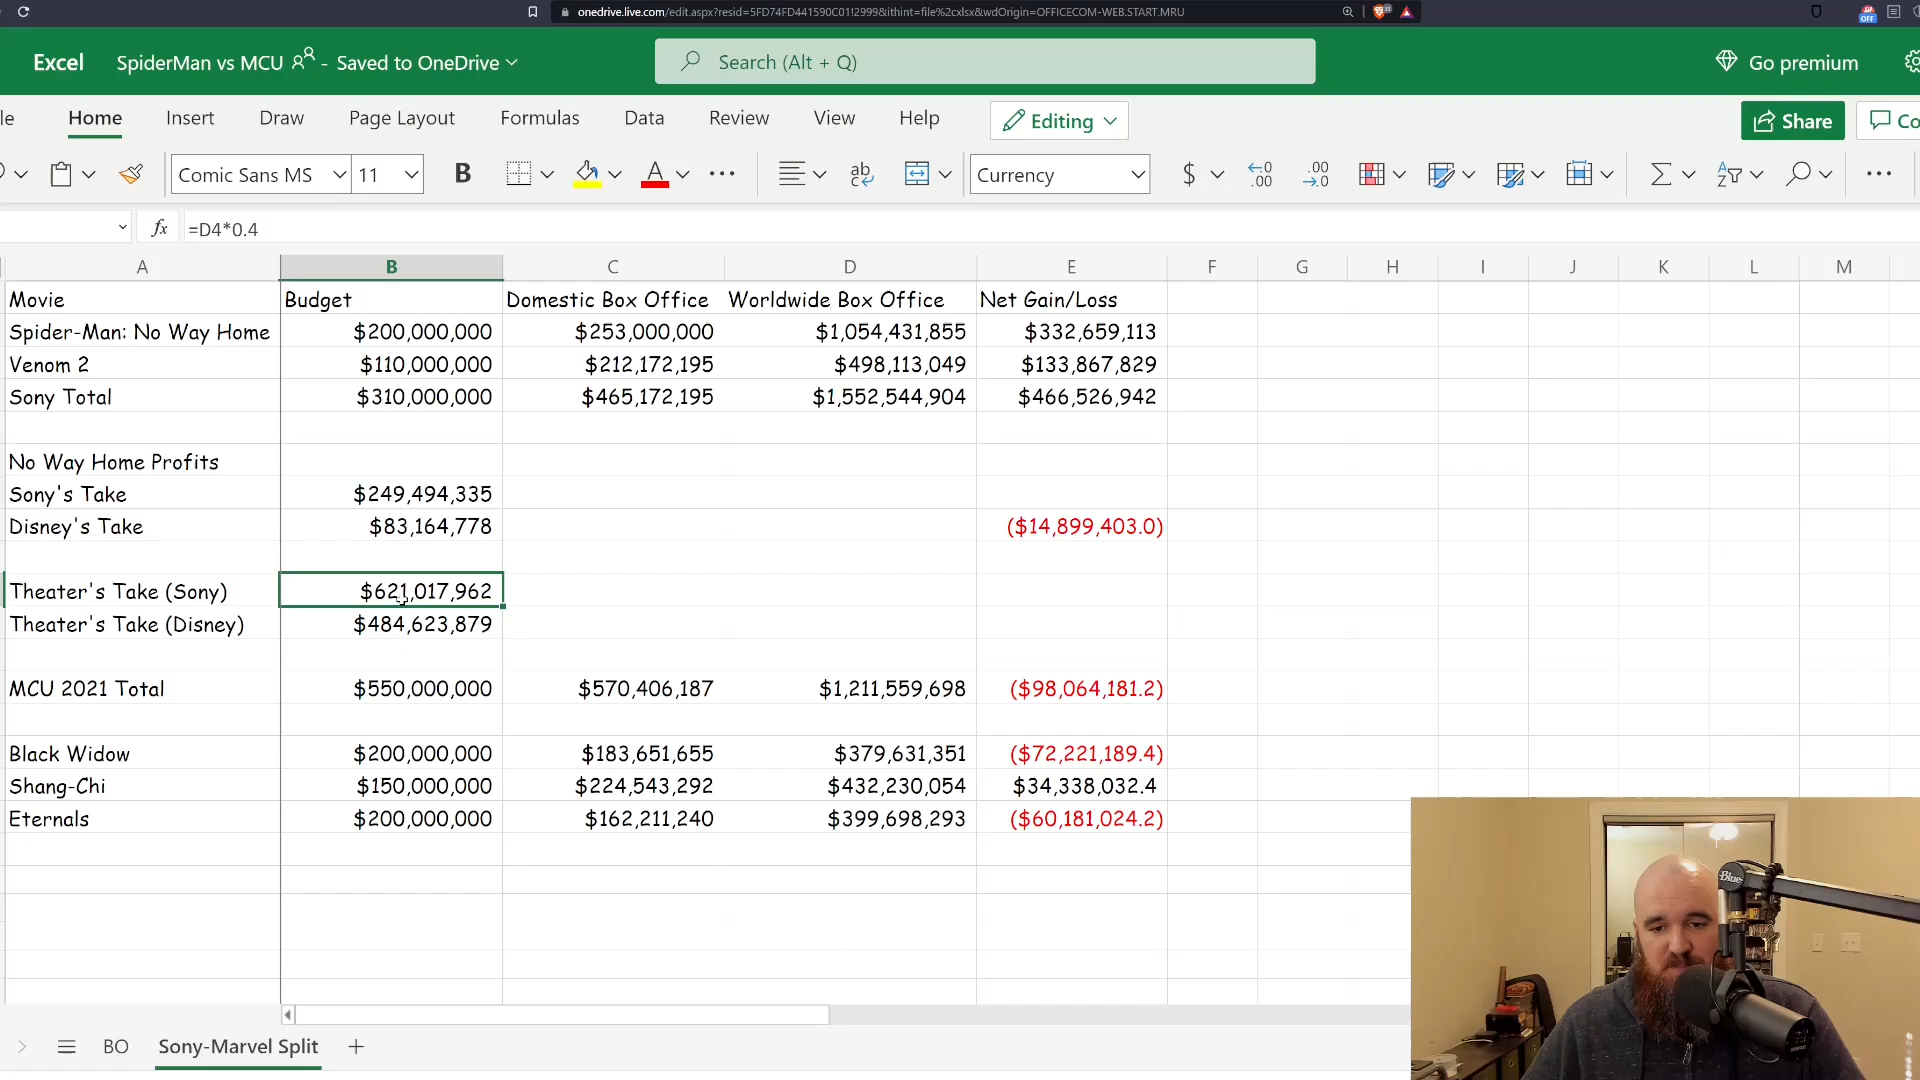 onedrive.live.com/edit.aspx?resid=5FD74FD441590C01!2999&ithint=file%2cxlsx&wdOrigin=OFFICECOM-WEB.START.MRU
OFF
Excel SpiderMan vs MCU - Saved to OneDrive Search (Alt + Q) Go premium
le Home Insert Draw Page Layout Formulas Data Review View Help Editing Share Co
Comic Sans MS 11 B A ab Currency $ .00 .00
fx =D4*0.4
A B C D E F G H I J K L M
Movie Budget Domestic Box Office Worldwide Box Office Net Gain/Loss
Spider-Man: No Way Home $200,000,000 $253,000,000 $1,054,431,855 $332,659,113
Venom 2 $110,000,000 $212,172,195 $498,113,049 $133,867,829
Sony Total $310,000,000 $465,172,195 $1,552,544,904 $466,526,942
No Way Home Profits
Sony's Take $249,494,335
Disney's Take $83,164,778 ($14,899,403.0)
Theater's Take (Sony) $621,017,962
Theater's Take (Disney) $484,623,879
MCU 2021 Total $550,000,000 $570,406,187 $1,211,559,698 ($98,064,181.2)
Black Widow $200,000,000 $183,651,655 $379,631,351 ($72,221,189.4)
Shang-Chi $150,000,000 $224,543,292 $432,230,054 $34,338,032.4
Eternals $200,000,000 $162,211,240 $399,698,293 ($60,181,024.2)
Blue
BO Sony-Marvel Split